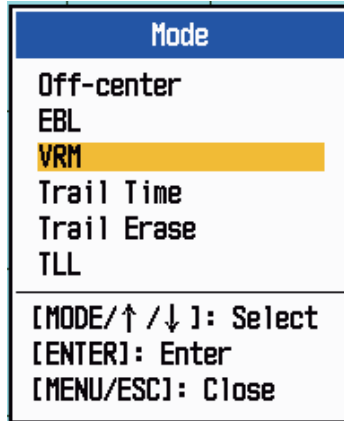 Mode
Off-center
EBL
VRM
Trail Time
Trail Erase
TLL
[MODE/↑/↓]: Select
[ENTER]: Enter
[MENU/ESC]: Close